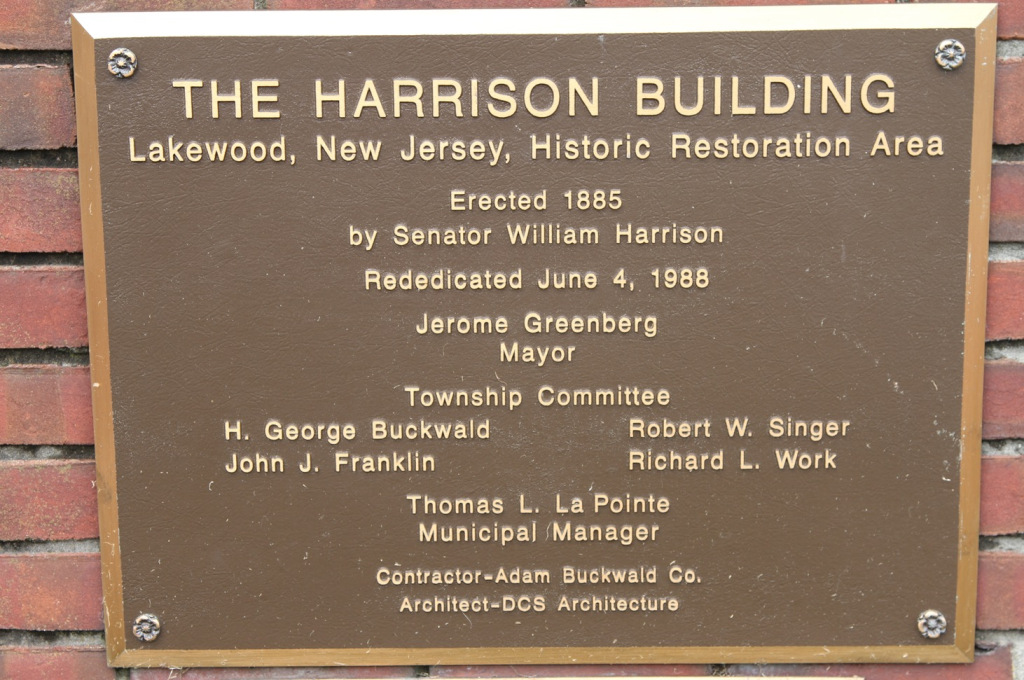 THE HARRISON BUILDING
Lakewood, New Jersey, Historic Restoration Area
Erected 1885
by Senator William Harrison
Rededicated June 4, 1988
Jerome Greenberg
Mayor
Township Committee
H. George Buckwald Robert W. Singer
John J. Franklin Richard L. Work
Thomas L. La Pointe
Municipal Manager
Contractor-Adam Buckwald Co.
Architect-DCS Architecture